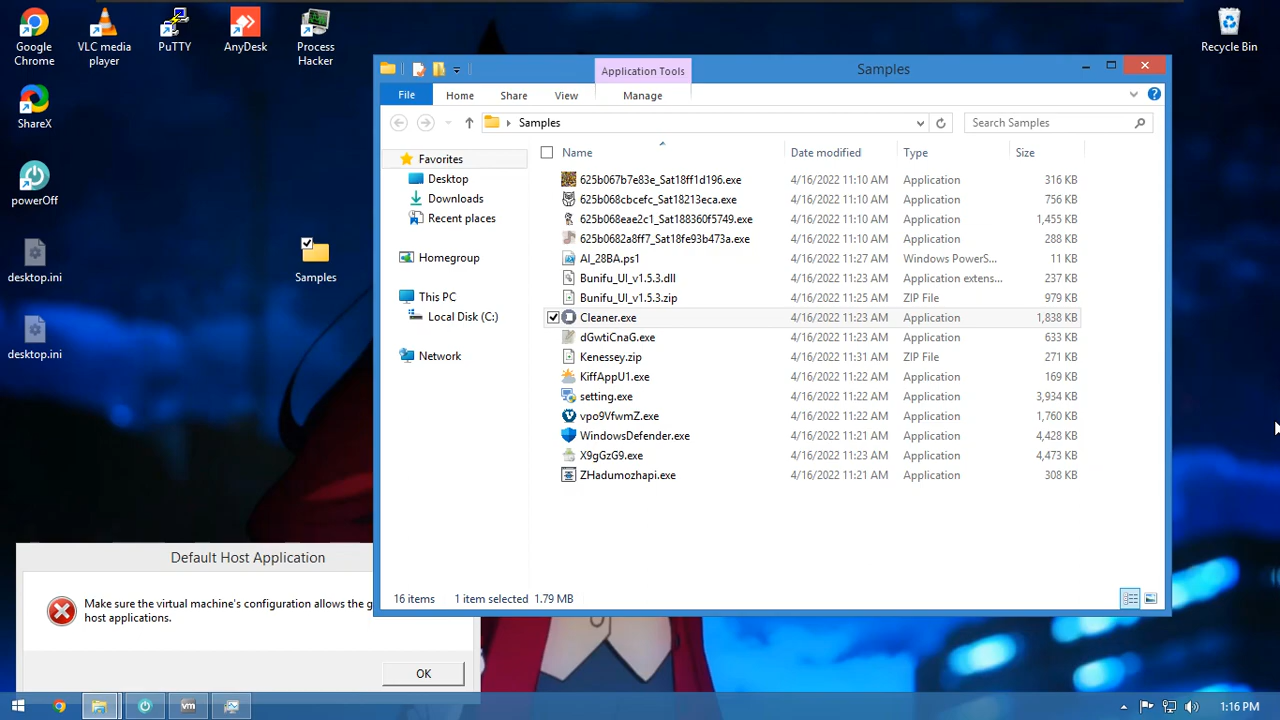 Google Chrome
VLC media player
PuTTY
AnyDesk
Process Hacker
ShareX
powerOff
desktop.ini
desktop.ini
Samples
Recycle Bin
Application Tools
Samples
File
Home
Share
View
Manage
Samples
Search Samples
Favorites
Desktop
Downloads
Recent places
Homegroup
This PC
Local Disk (C:)
Network
Name Date modified Type Size
625b067b7e83e_Sat18ff1d196.exe 4/16/2022 11:10 AM Application 316 KB
625b068cbcefc_Sat18213eca.exe 4/16/2022 11:10 AM Application 756 KB
625b068eae2c1_Sat188360f5749.exe 4/16/2022 11:10 AM Application 1,455 KB
625b0682a8ff7_Sat18fe93b473a.exe 4/16/2022 11:10 AM Application 288 KB
AI_28BA.ps1 4/16/2022 11:27 AM Windows PowerS... 11 KB
Bunifu_UI_v1.5.3.dll 4/16/2022 11:23 AM Application extens... 236 KB
Bunifu_UI_v1.5.3.zip 4/16/2022 11:25 AM ZIP File 979 KB
Cleaner.exe 4/16/2022 11:23 AM Application 1,838 KB
dGwtiCnaG.exe 4/16/2022 11:23 AM Application 633 KB
Kenessey.zip 4/16/2022 11:31 AM ZIP File 271 KB
KiffAppU1.exe 4/16/2022 11:22 AM Application 169 KB
setting.exe 4/16/2022 11:22 AM Application 3,934 KB
vpo9VfwmZ.exe 4/16/2022 11:22 AM Application 1,760 KB
WindowsDefender.exe 4/16/2022 11:21 AM Application 4,428 KB
X9gGzG9.exe 4/16/2022 11:23 AM Application 4,473 KB
ZHadumozhapi.exe 4/16/2022 11:21 AM Application 308 KB
16 items 1 item selected 1.79 MB
Default Host Application
Make sure the virtual machine's configuration allows the g
host applications.
OK
vm
1:16 PM